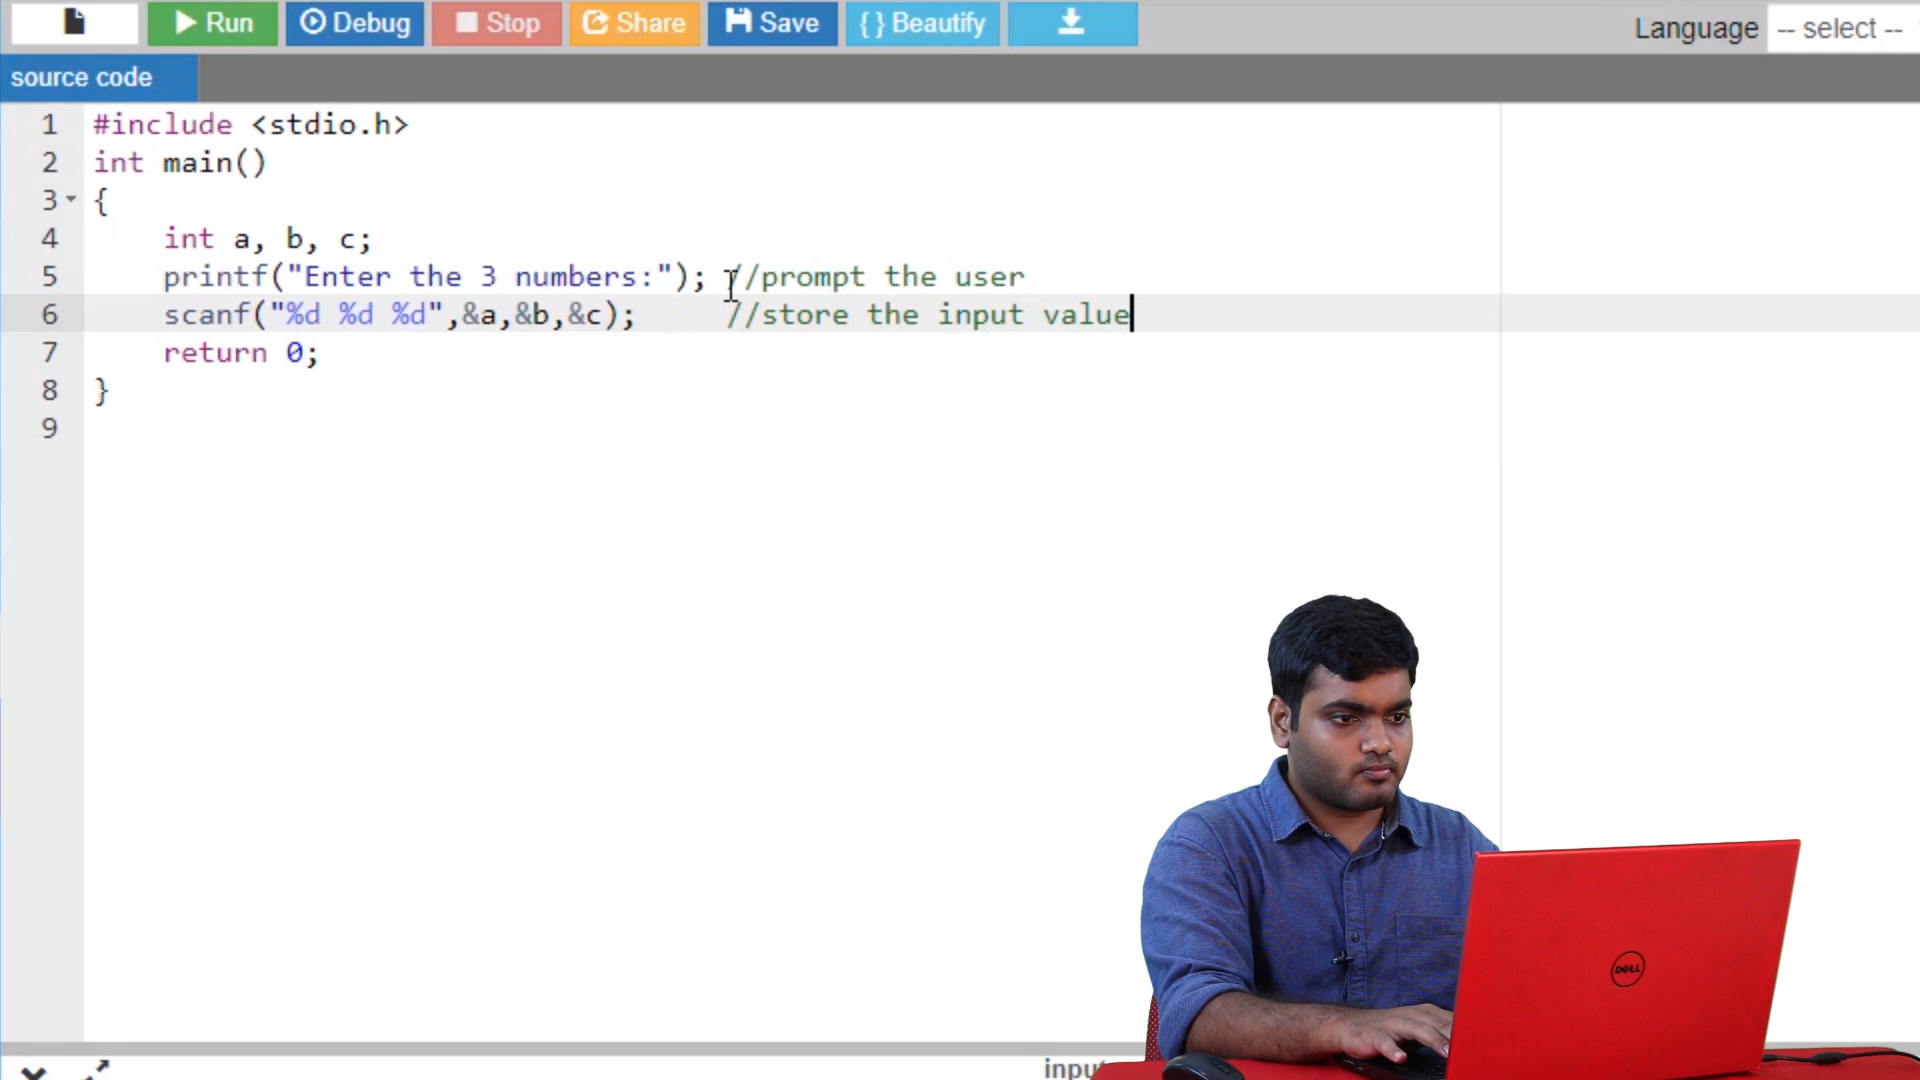 Run Debug Stop Share Save { } Beautify Language -- select --
source code
1 #include <stdio.h>
2 int main()
3 {
4 int a, b, c;
5 printf("Enter the 3 numbers:"); //prompt the user
6 scanf("%d %d %d",&a,&b,&c); //store the input value
7 return 0;
8 }
9
DELL
input